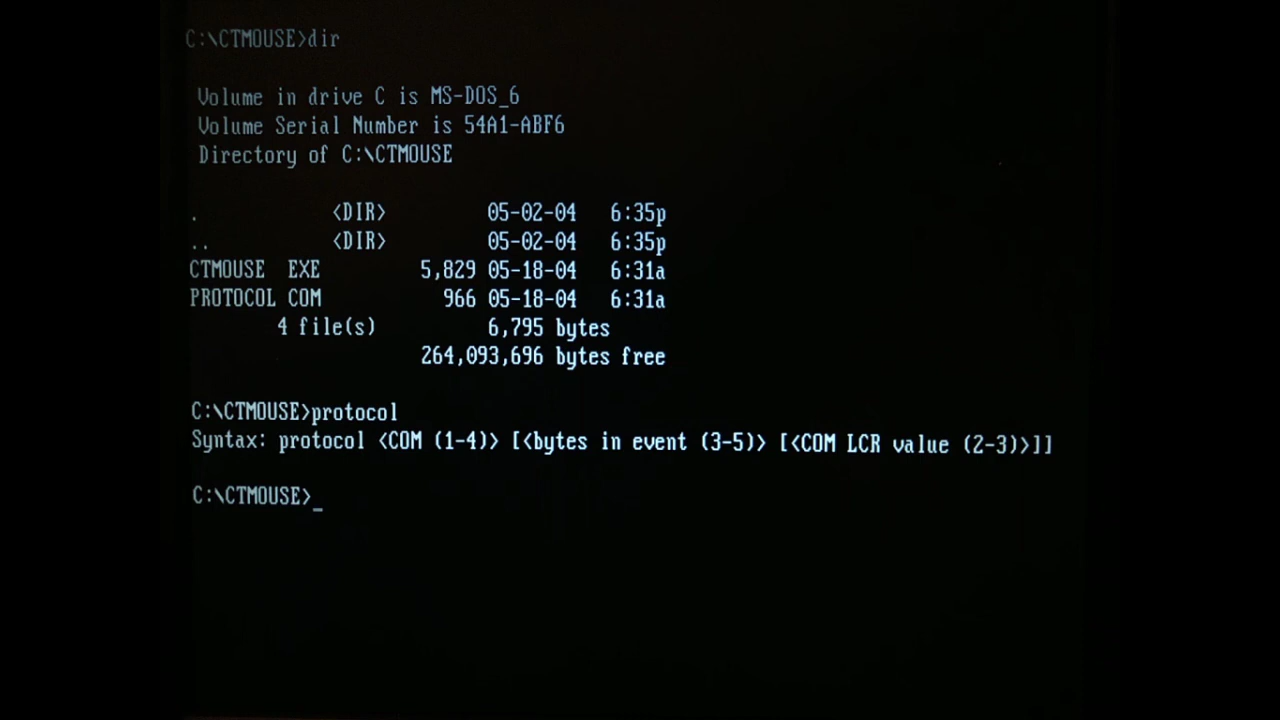 C:\CTMOUSE>dir
Volume in drive C is MS-DOS_6
Volume Serial Number is 54A1-ABF6
Directory of C:\CTMOUSE
. <DIR> 05-02-04 6:35p
.. <DIR> 05-02-04 6:35p
CTMOUSE EXE 5,829 05-18-04 6:31a
PROTOCOL COM 966 05-18-04 6:31a
4 file(s) 6,795 bytes
264,093,696 bytes free
C:\CTMOUSE>protocol
Syntax: protocol <COM (1-4)> [<bytes in event (3-5)> [<COM LCR value (2-3)>]]
C:\CTMOUSE>_